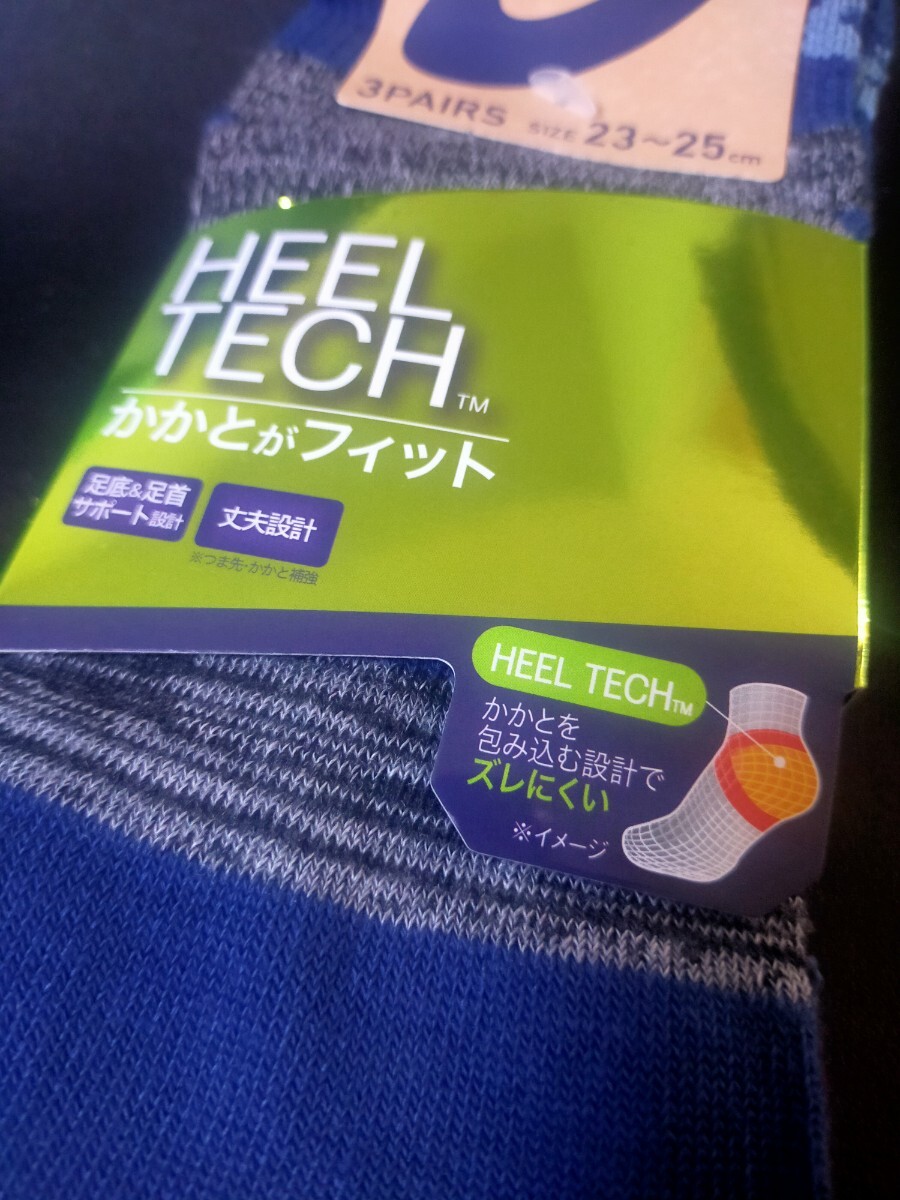 3PAIRS SIZE 23~25cm
HEEL
TECH™
かかとがフィット
足底&足首
サポート設計
丈夫設計
※つま先・かかと補強
HEEL TECH™
かかとを
包み込む設計で
ズレにくい
※イメージ